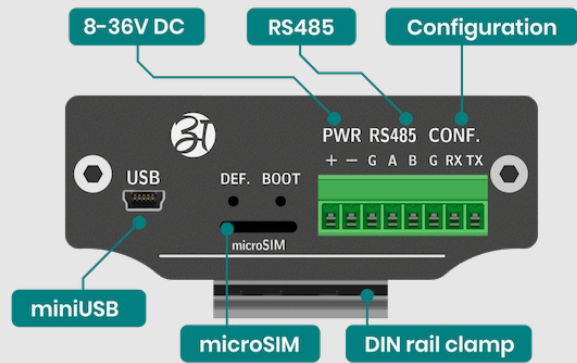 8-36V DC
RS485
Configuration
अ
PWR RS485 CONF.
+ − G A B G RX TX
USB
DEF. BOOT
microSIM
miniUSB
microSIM
DIN rail clamp